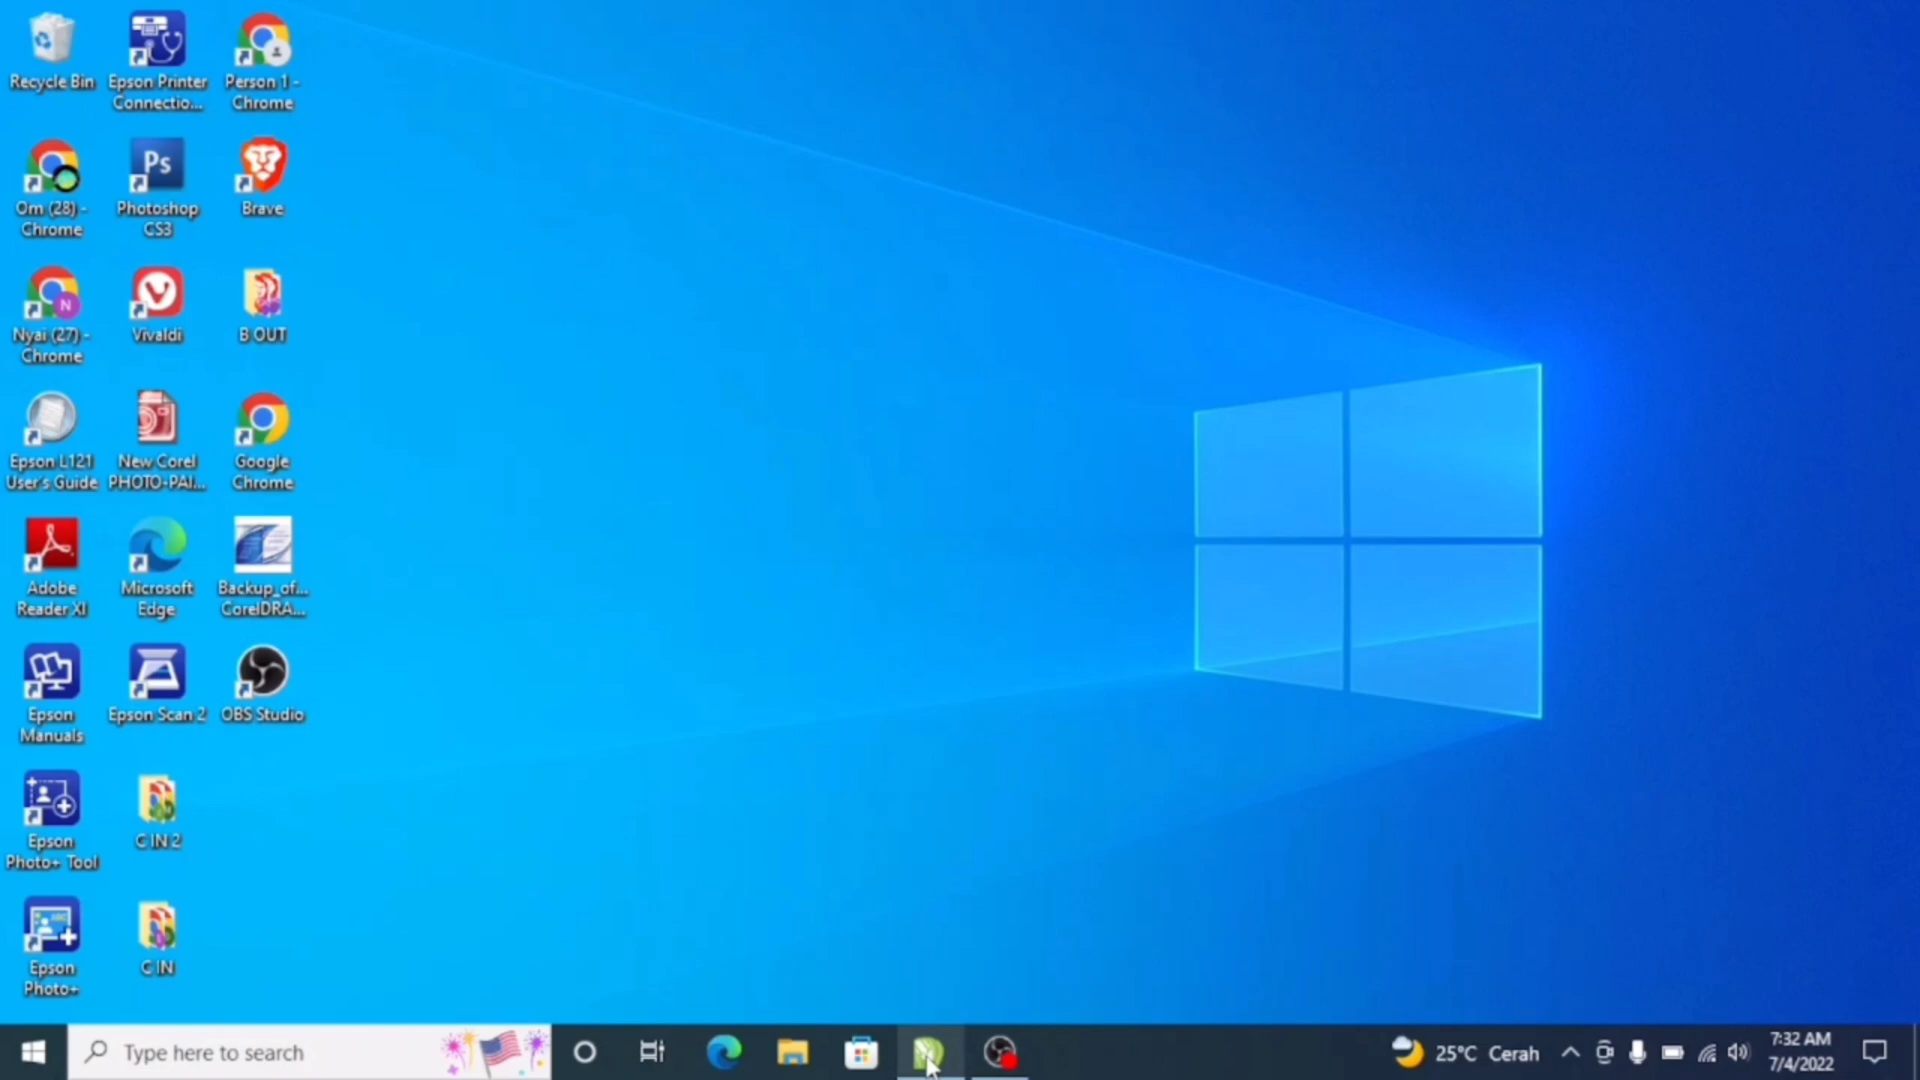 Recycle Bin
Epson Printer
Connectio...
Person 1 -
Chrome
Om (28) -
Chrome
Ps
Photoshop
CS3
Brave
N
Nyai (27) -
Chrome
Vivaldi
B OUT
Epson L121
User's Guide
New Corel
PHOTO-PAI...
Google
Chrome
Adobe
Reader XI
Microsoft
Edge
Backup_of...
CorelDRA...
Epson
Manuals
Epson Scan 2
OBS Studio
Epson
Photo+ Tool
C IN 2
Epson
Photo+
C IN
Type here to search
25°C Cerah
7:32 AM
7/4/2022